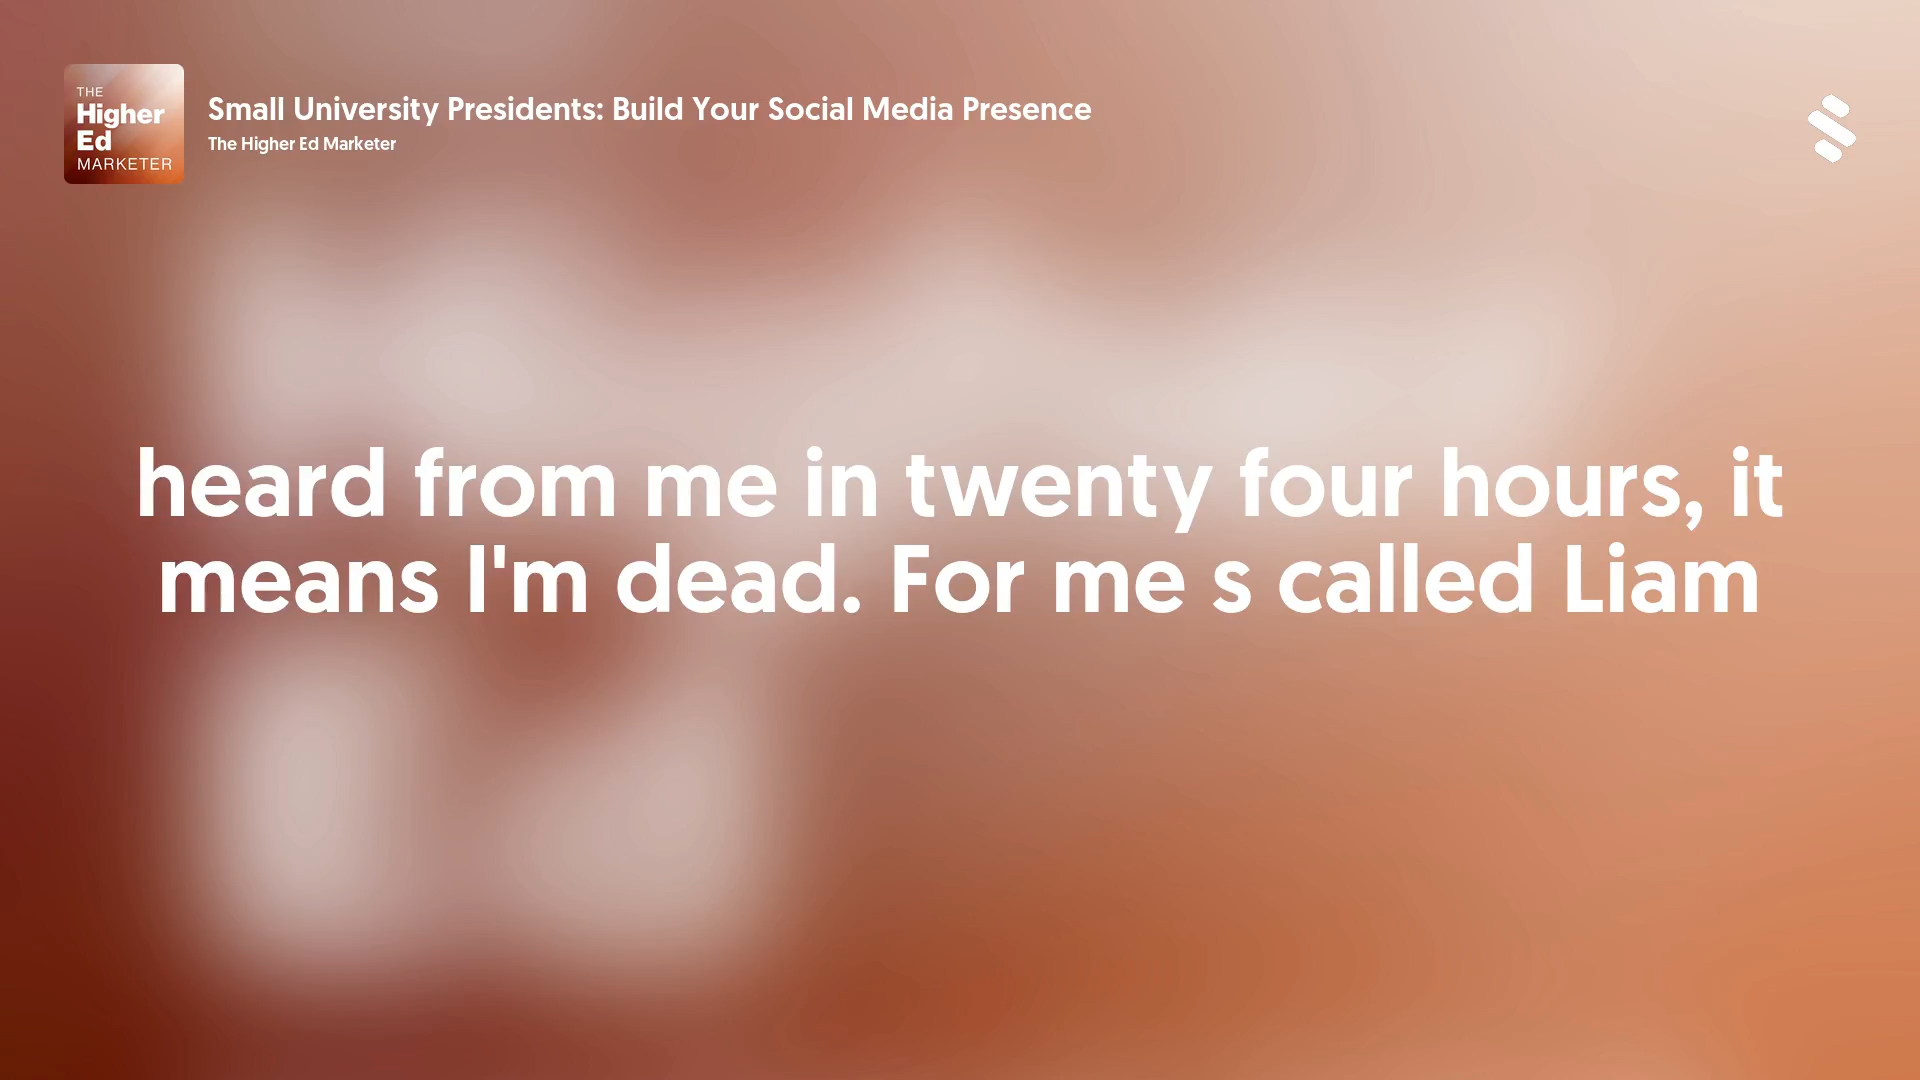 THE
Higher
Ed
MARKETER
Small University Presidents: Build Your Social Media Presence
The Higher Ed Marketer
heard from me in twenty four hours, it
means I'm dead. For me s called Liam